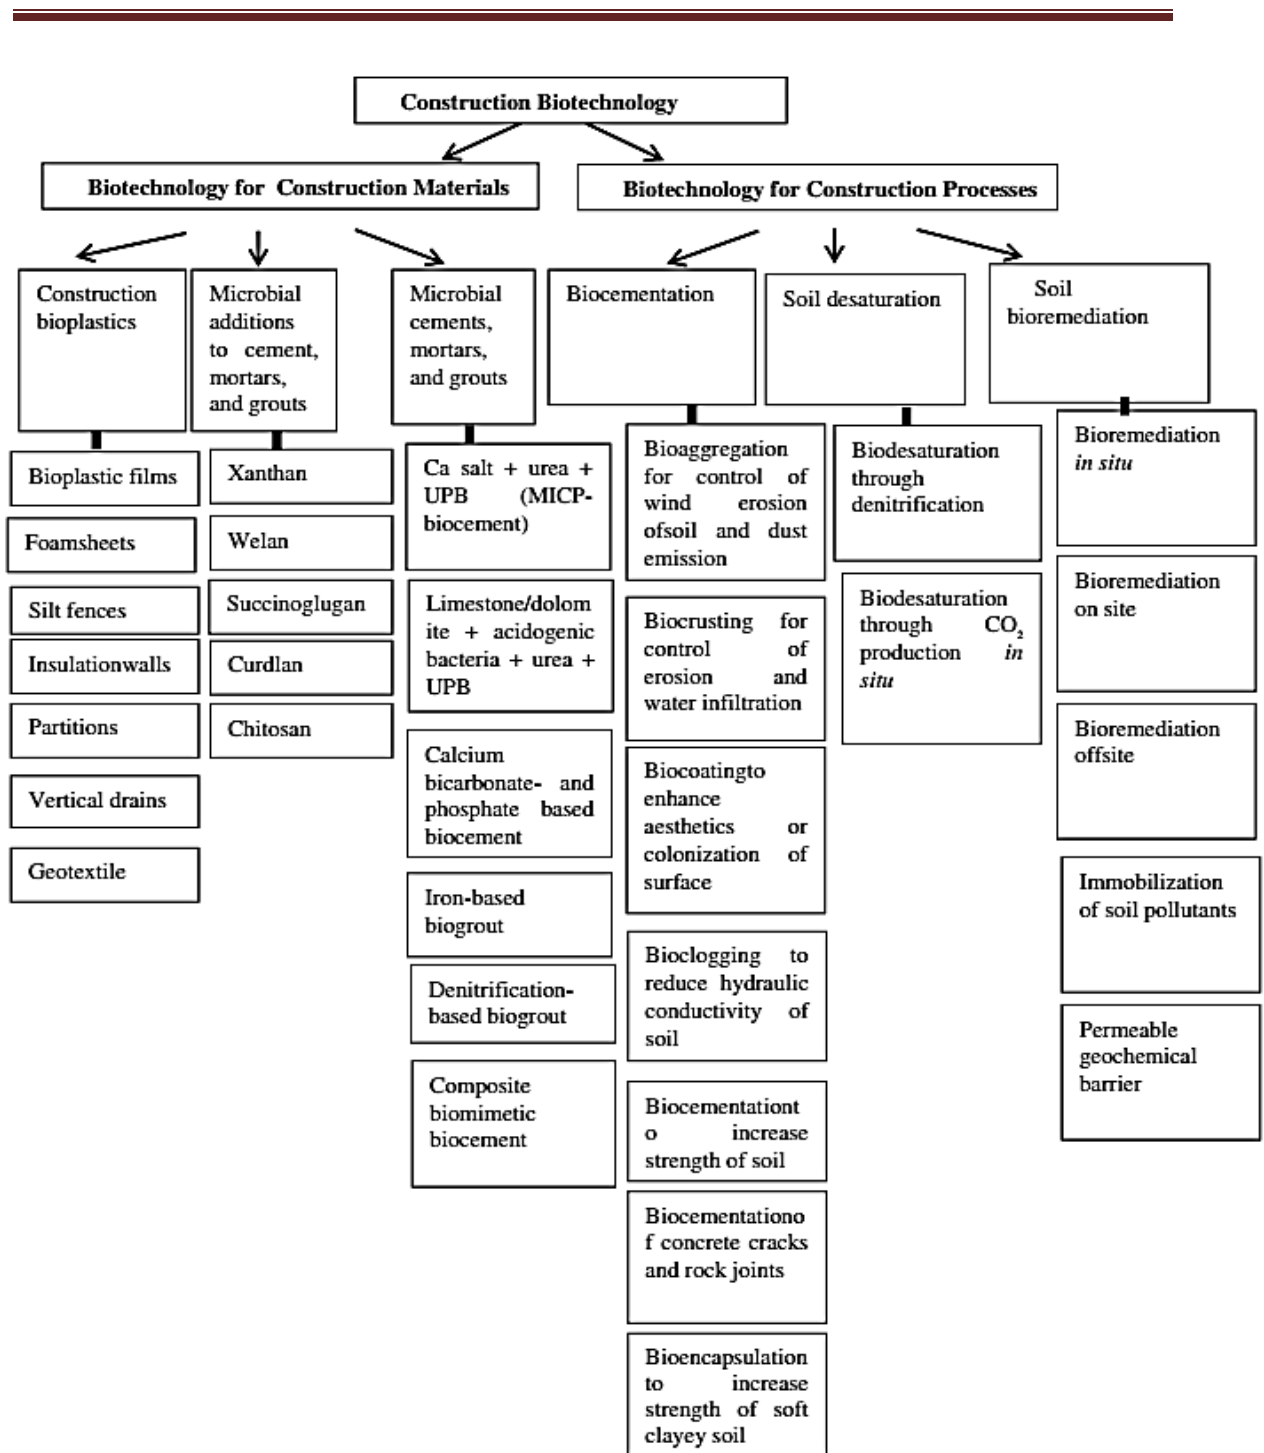 Construction Biotechnology
Biotechnology for Construction Materials
Biotechnology for Construction Processes
Construction
bioplastics
Microbial
additions
to cement,
mortars,
and grouts
Microbial
cements,
mortars,
and grouts
Biocementation
Soil desaturation
Soil
bioremediation
Bioplastic films
Foamsheets
Silt fences
Insulationwalls
Partitions
Vertical drains
Geotextile
Xanthan
Welan
Succinoglugan
Curdlan
Chitosan
Ca salt + urea +
UPB (MICP-
biocement)
Limestone/dolom
ite + acidogenic
bacteria + urea +
UPB
Calcium
bicarbonate- and
phosphate based
biocement
Iron-based
biogrout
Denitrification-
based biogrout
Composite
biomimetic
biocement
Bioaggregation
for control of
wind erosion
ofsoil and dust
emission
Biocrusting for
control of
erosion and
water infiltration
Biocoatingto
enhance
aesthetics or
colonization of
surface
Bioclogging to
reduce hydraulic
conductivity of
soil
Biocementationt
o increase
strength of soil
Biocementationo
f concrete cracks
and rock joints
Bioencapsulation
to increase
strength of soft
clayey soil
Biodesaturation
through
denitrification
Biodesaturation
through CO₂
production in
situ
Bioremediation
in situ
Bioremediation
on site
Bioremediation
offsite
Immobilization
of soil pollutants
Permeable
geochemical
barrier